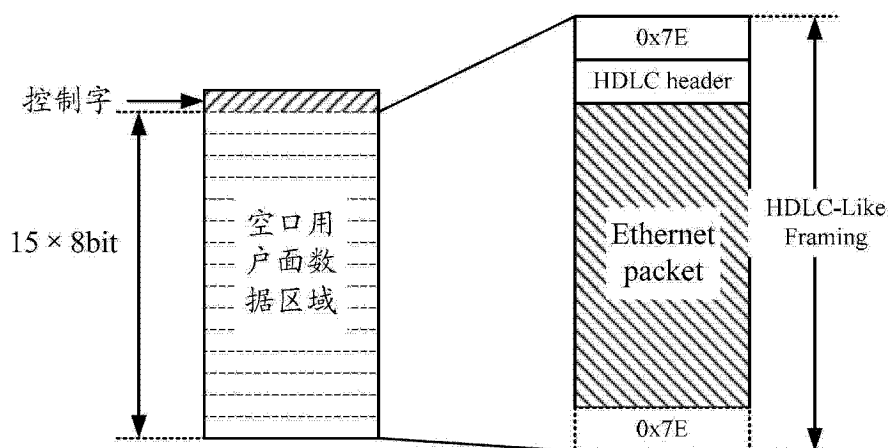 控制字
15 × 8bit
空口用
户面数
据区域
0x7E
HDLC header
Ethernet
packet
0x7E
HDLC-Like
Framing